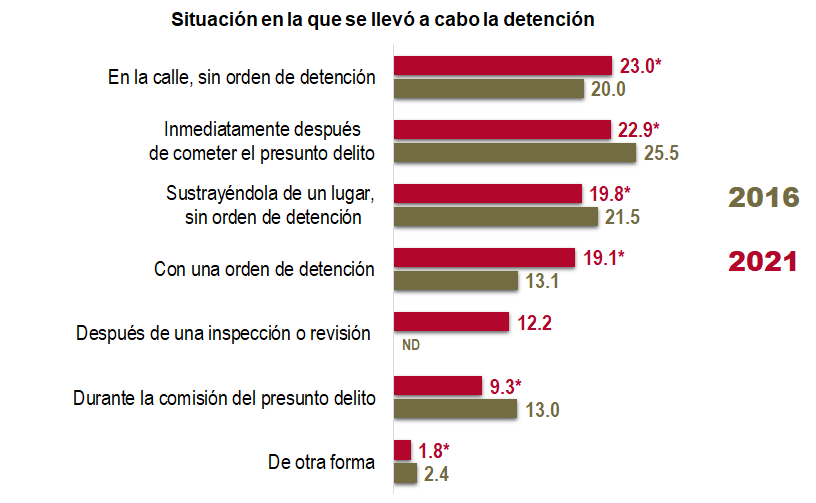 Situación en la que se llevó a cabo la detención
En la calle, sin orden de detención
23.0*
20.0
Inmediatamente después
de cometer el presunto delito
22.9*
25.5
Sustrayéndola de un lugar,
sin orden de detención
19.8*
21.5
2016
Con una orden de detención
19.1*
13.1
2021
Después de una inspección o revisión
12.2
ND
Durante la comisión del presunto delito
9.3*
13.0
De otra forma
1.8*
2.4